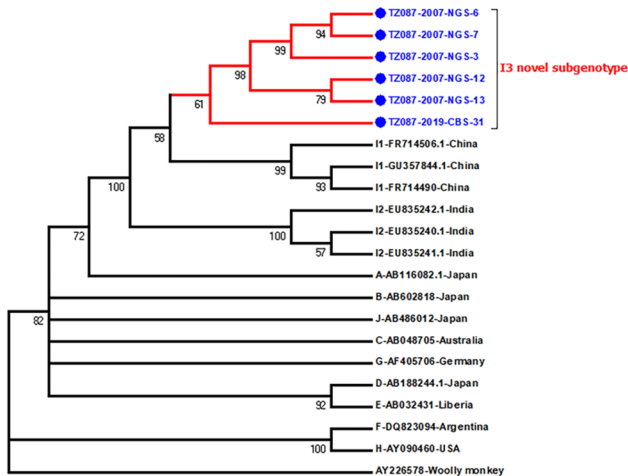 TZ087-2007-NGS-6
94
TZ087-2007-NGS-7
99
TZ087-2007-NGS-3
I3 novel subgenotype
98
TZ087-2007-NGS-12
79
TZ087-2007-NGS-13
61
TZ087-2019-CBS-31
58
I1-FR714506.1-China
99
I1-GU357844.1-China
93
I1-FR714490-China
100
I2-EU835242.1-India
100
I2-EU835240.1-India
72
57
I2-EU835241.1-India
A-AB116082.1-Japan
B-AB602818-Japan
82
J-AB486012-Japan
C-AB048705-Australia
G-AF405706-Germany
D-AB188244.1-Japan
92
E-AB032431-Liberia
F-DQ823094-Argentina
100
H-AY090460-USA
AY226578-Woolly monkey